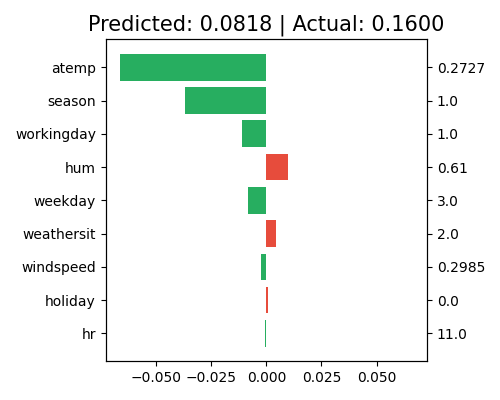 Predicted: 0.0818 | Actual: 0.1600
atemp 0.2727
season 1.0
workingday 1.0
hum 0.61
weekday 3.0
weathersit 2.0
windspeed 0.2985
holiday 0.0
hr 11.0
−0.050 −0.025 0.000 0.025 0.050